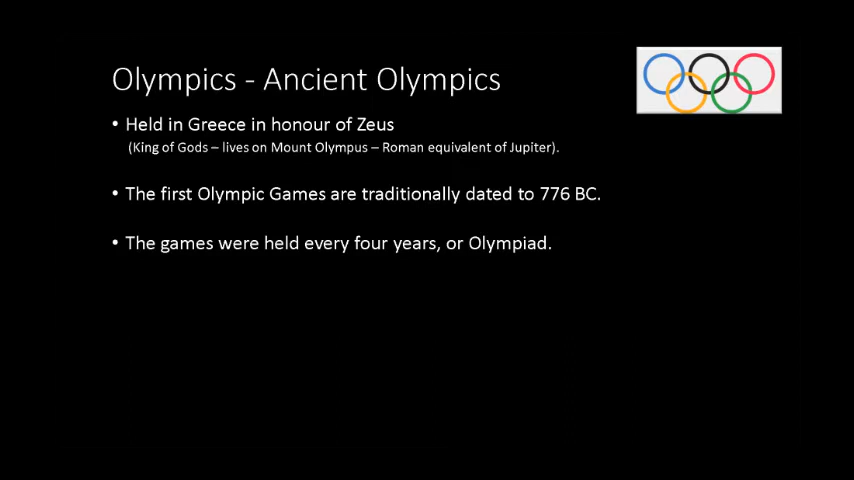 Olympics - Ancient Olympics
• Held in Greece in honour of Zeus
(King of Gods – lives on Mount Olympus – Roman equivalent of Jupiter).
• The first Olympic Games are traditionally dated to 776 BC.
• The games were held every four years, or Olympiad.